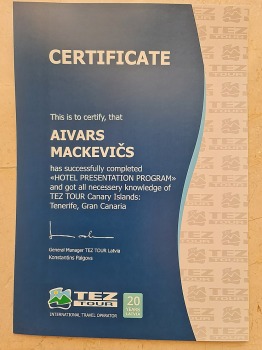 CERTIFICATE
This is to certify, that
AIVARS
MACKEVIČS
has successfully completed
«HOTEL PRESENTATION PROGRAM»
and got all necessery knowledge of
TEZ TOUR Canary Islands:
Tenerife, Gran Canaria
General Manager TEZ TOUR Latvia
Konstantins Palgovs
TEZ
TOUR
20
YEARS
LATVIA
INTERNATIONAL TRAVEL OPERATOR